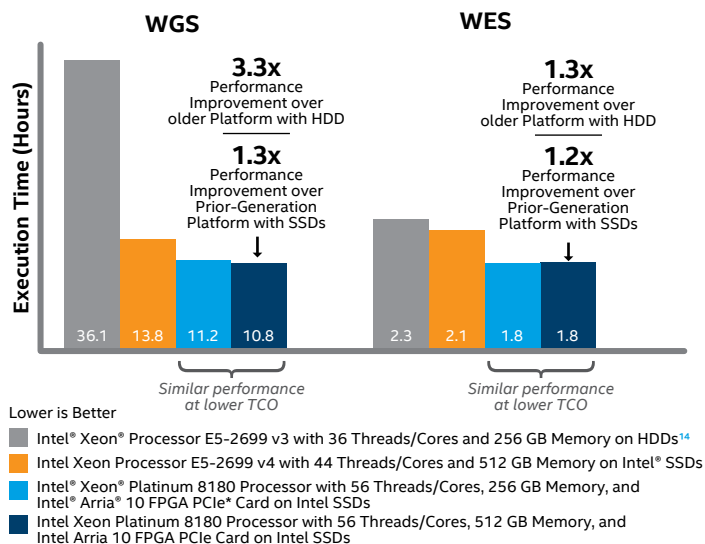 WGS
WES
Execution Time (Hours)
3.3x
Performance
Improvement over
older Platform with HDD
1.3x
Performance
Improvement over
Prior-Generation
Platform with SSDs
1.3x
Performance
Improvement over
older Platform with HDD
1.2x
Performance
Improvement over
Prior-Generation
Platform with SSDs
36.1
13.8
11.2
10.8
2.3
2.1
1.8
1.8
Similar performance
at lower TCO
Similar performance
at lower TCO
Lower is Better
Intel® Xeon® Processor E5-2699 v3 with 36 Threads/Cores and 256 GB Memory on HDDs¹⁴
Intel Xeon Processor E5-2699 v4 with 44 Threads/Cores and 512 GB Memory on Intel® SSDs
Intel® Xeon® Platinum 8180 Processor with 56 Threads/Cores, 256 GB Memory, and
Intel® Arria® 10 FPGA PCIe* Card on Intel SSDs
Intel Xeon Platinum 8180 Processor with 56 Threads/Cores, 512 GB Memory, and
Intel Arria 10 FPGA PCIe Card on Intel SSDs